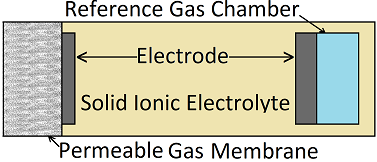 Reference Gas Chamber
Electrode
Solid Ionic Electrolyte
Permeable Gas Membrane